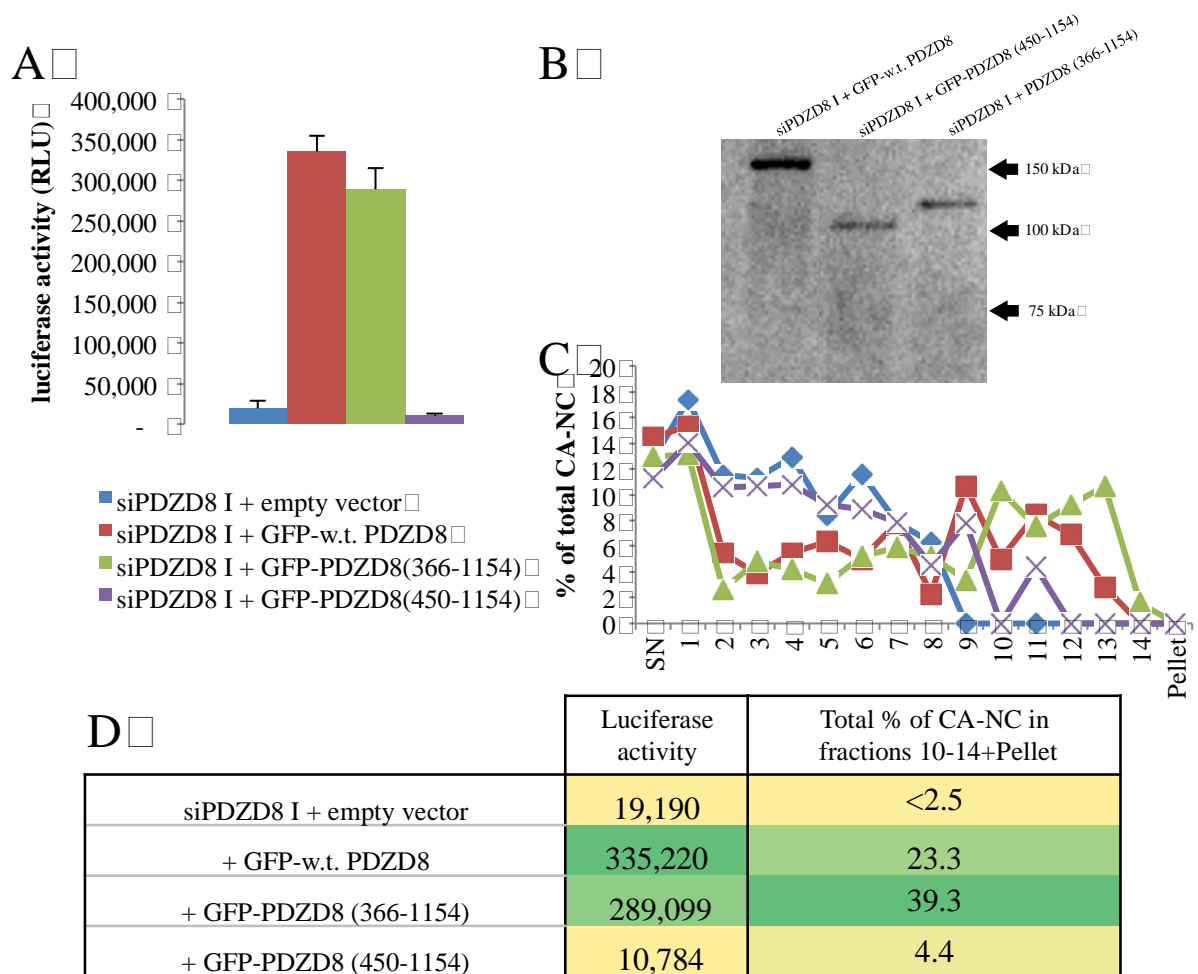 A□
luciferase activity (RLU)□
400,000 □
350,000 □
300,000 □
250,000 □
200,000 □
150,000 □
100,000 □
50,000 □
- □
siPDZD8 I + empty vector□
siPDZD8 I + GFP-w.t. PDZD8□
siPDZD8 I + GFP-PDZD8(366-1154)□
siPDZD8 I + GFP-PDZD8(450-1154)□
B□
siPDZD8 I + GFP-w.t. PDZD8
siPDZD8 I + GFP-PDZD8 (450-1154)
siPDZD8 I + PDZD8 (366-1154)
150 kDa□
100 kDa□
75 kDa□
C□
% of total CA-NC□
20□
18□
16□
14□
12□
10□
8□
6□
4□
2□
0□
SN
1
2
3
4
5
6
7
8
9
10
11
12
13
14
Pellet
D□
Luciferase
activity
Total % of CA-NC in
fractions 10-14+Pellet
siPDZD8 I + empty vector 19,190 <2.5
+ GFP-w.t. PDZD8 335,220 23.3
+ GFP-PDZD8 (366-1154) 289,099 39.3
+ GFP-PDZD8 (450-1154) 10,784 4.4